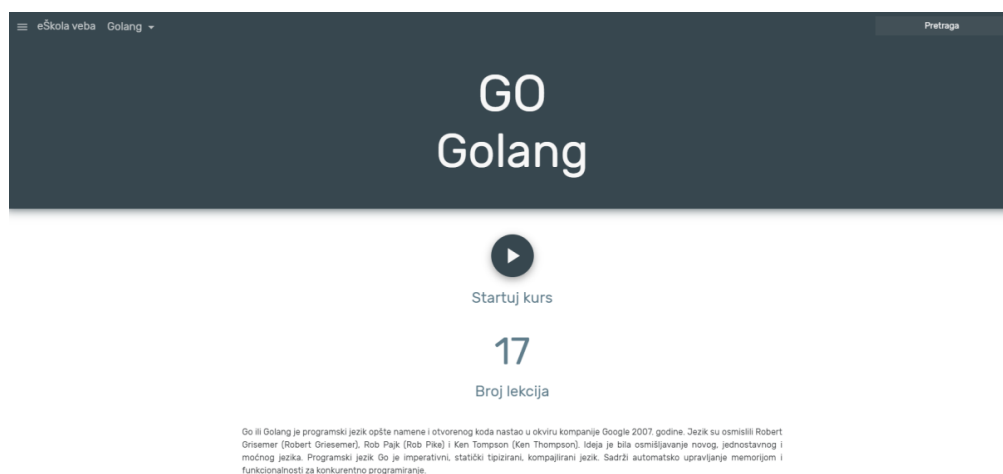 eŠkola veba Golang
Pretraga
GO
Golang
Startuj kurs
17
Broj lekcija
Go ili Golang je programski jezik opšte namene i otvorenog koda nastao u okviru kompanije Google 2007. godine. Jezik su osmislili Robert
Grisemer (Robert Griesemer), Rob Pajk (Rob Pike) i Ken Tompson (Ken Thompson). Ideja je bila osmišljavanje novog, jednostavnog i
moćnog jezika. Programski jezik Go je imperativni, statički tipizirani, kompajlirani jezik. Sadrži automatsko upravljanje memorijom i
funkcionalnosti za konkurentno programiranje.